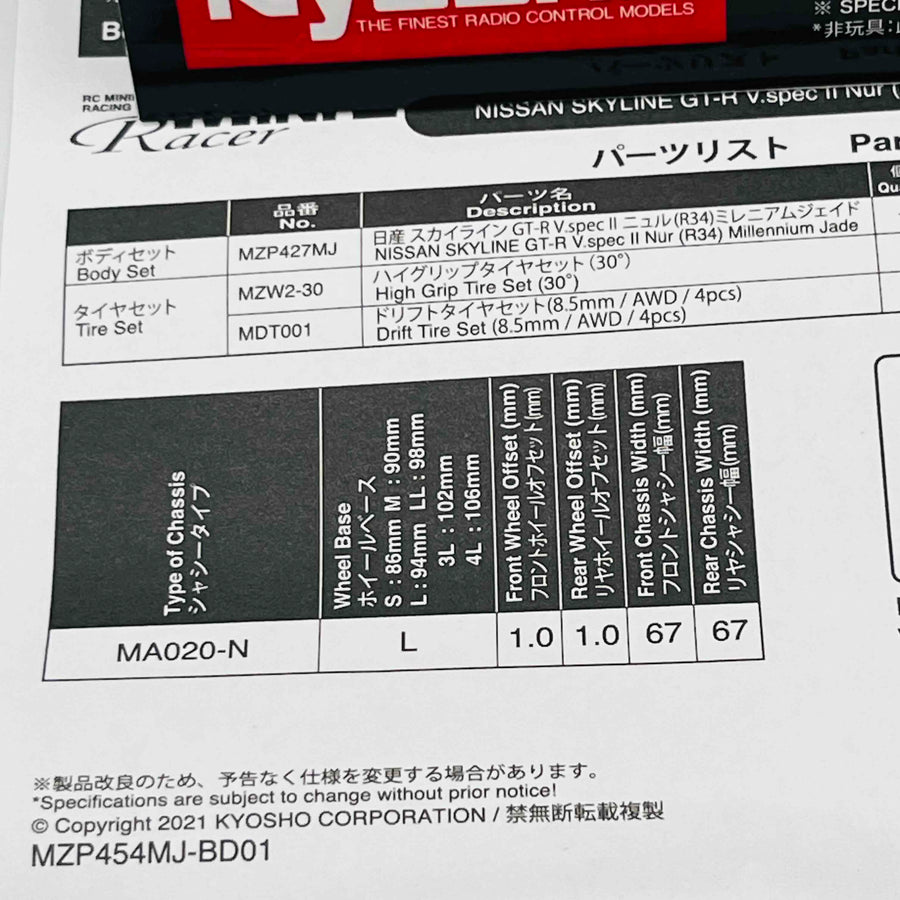 THE FINEST RADIO CONTROL MODELS
RC MINI
RACING
Racer
NISSAN SKYLINE GT-R V.spec II Nur (
パーツリスト
品番
No.
パーツ名
Description
ボディセット
Body Set
MZP427MJ
日産 スカイライン GT-R V.spec II ニュル(R34)ミレニアムジェイド
NISSAN SKYLINE GT-R V.spec II Nur (R34) Millennium Jade
タイヤセット
Tire Set
MZW2-30
ハイグリップタイヤセット(30°)
High Grip Tire Set (30°)
MDT001
ドリフトタイヤセット(8.5mm / AWD / 4pcs)
Drift Tire Set (8.5mm / AWD / 4pcs)
Type of Chassis
シャシータイプ
Wheel Base
ホイールベース
S : 86mm M : 90mm
L : 94mm LL : 98mm
3L : 102mm
4L : 106mm
Front Wheel Offset (mm)
フロントホイールオフセット(mm)
Rear Wheel Offset (mm)
リヤホイールオフセット(mm)
Front Chassis Width (mm)
フロントシャシー幅(mm)
Rear Chassis Width (mm)
リヤシャシー幅(mm)
MA020-N L 1.0 1.0 67 67
※製品改良のため、予告なく仕様を変更する場合があります。
*Specifications are subject to change without prior notice!
© Copyright 2021 KYOSHO CORPORATION / 禁無断転載複製
MZP454MJ-BD01